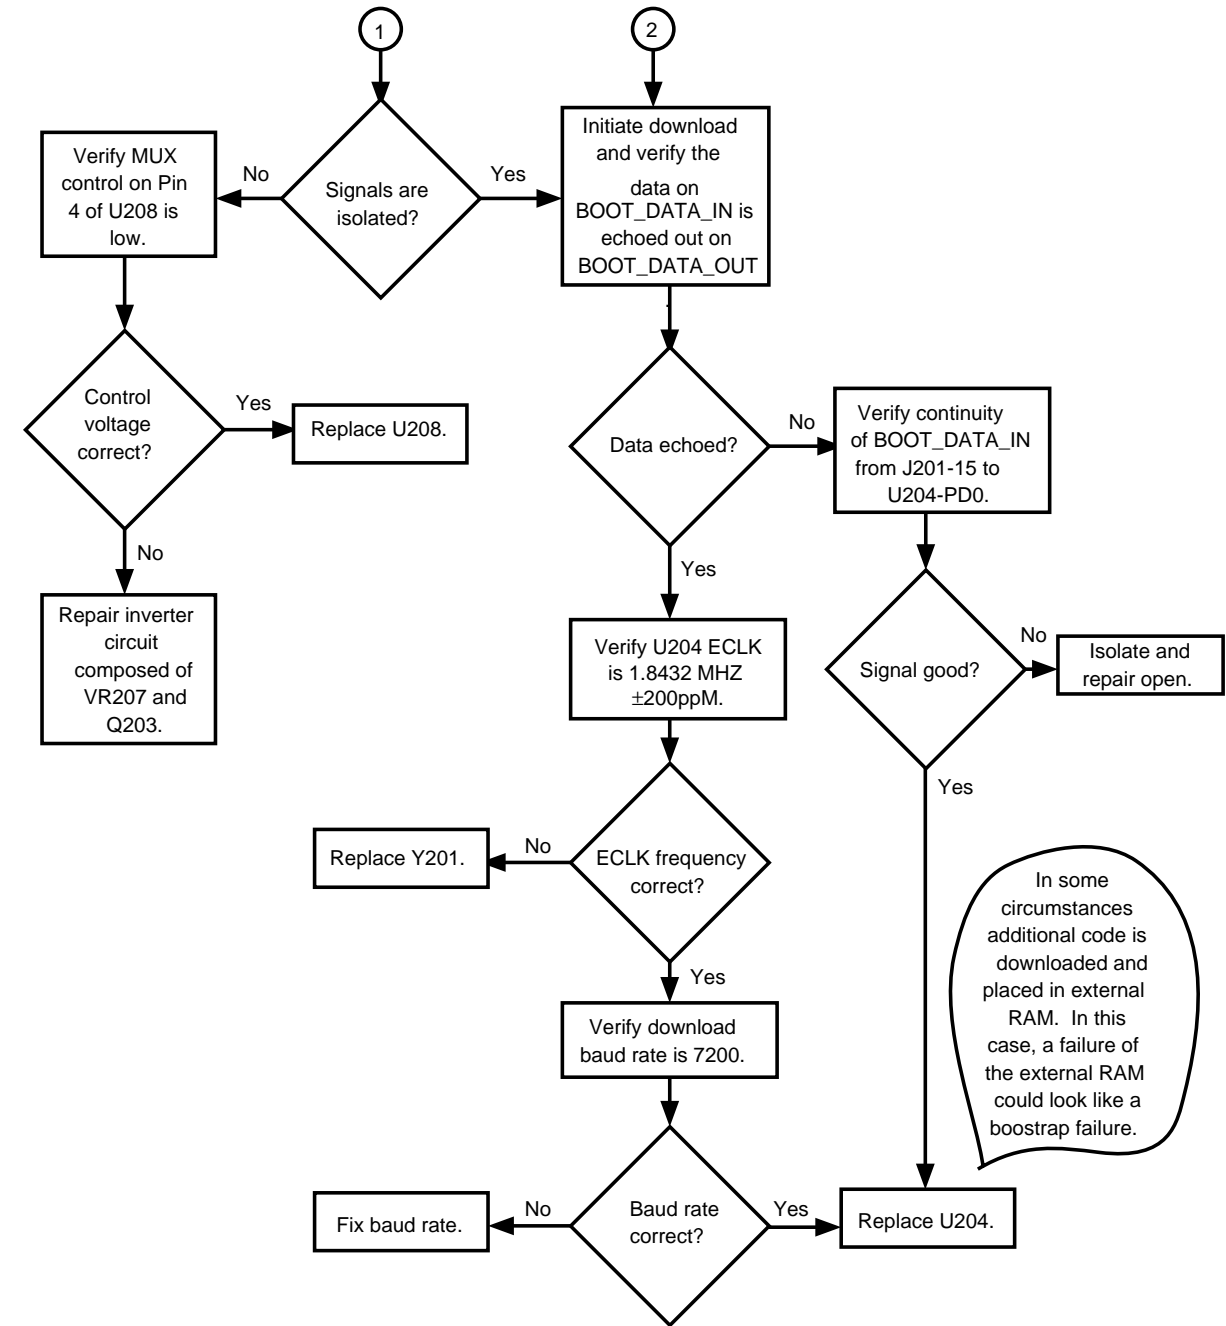 1
2
Verify MUX
control on Pin
4 of U208 is
low.
No
Signals are
isolated?
Yes
Initiate download
and verify the
data on
BOOT_DATA_IN is
echoed out on
BOOT_DATA_OUT
Control
voltage
correct?
Yes
Replace U208.
No
Repair inverter
circuit
composed of
VR207 and
Q203.
Data echoed?
No
Verify continuity
of BOOT_DATA_IN
from J201-15 to
U204-PD0.
Yes
Verify U204 ECLK
is 1.8432 MHZ
±200ppM.
Signal good?
No
Isolate and
repair open.
Yes
Replace Y201.
No
ECLK frequency
correct?
Yes
In some
circumstances
additional code is
downloaded and
placed in external
RAM.  In this
case, a failure of
the external RAM
could look like a
boostrap failure.
Verify download
baud rate is 7200.
Fix baud rate.
No
Baud rate
correct?
Yes
Replace U204.